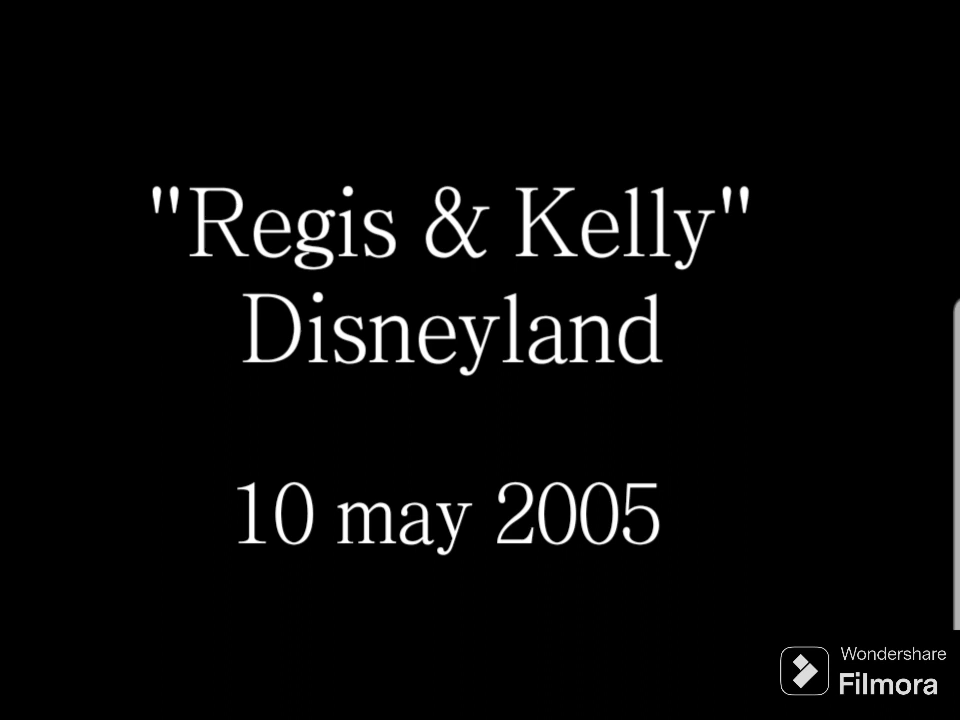 "Regis & Kelly"
Disneyland
10 may 2005
Wondershare
Filmora